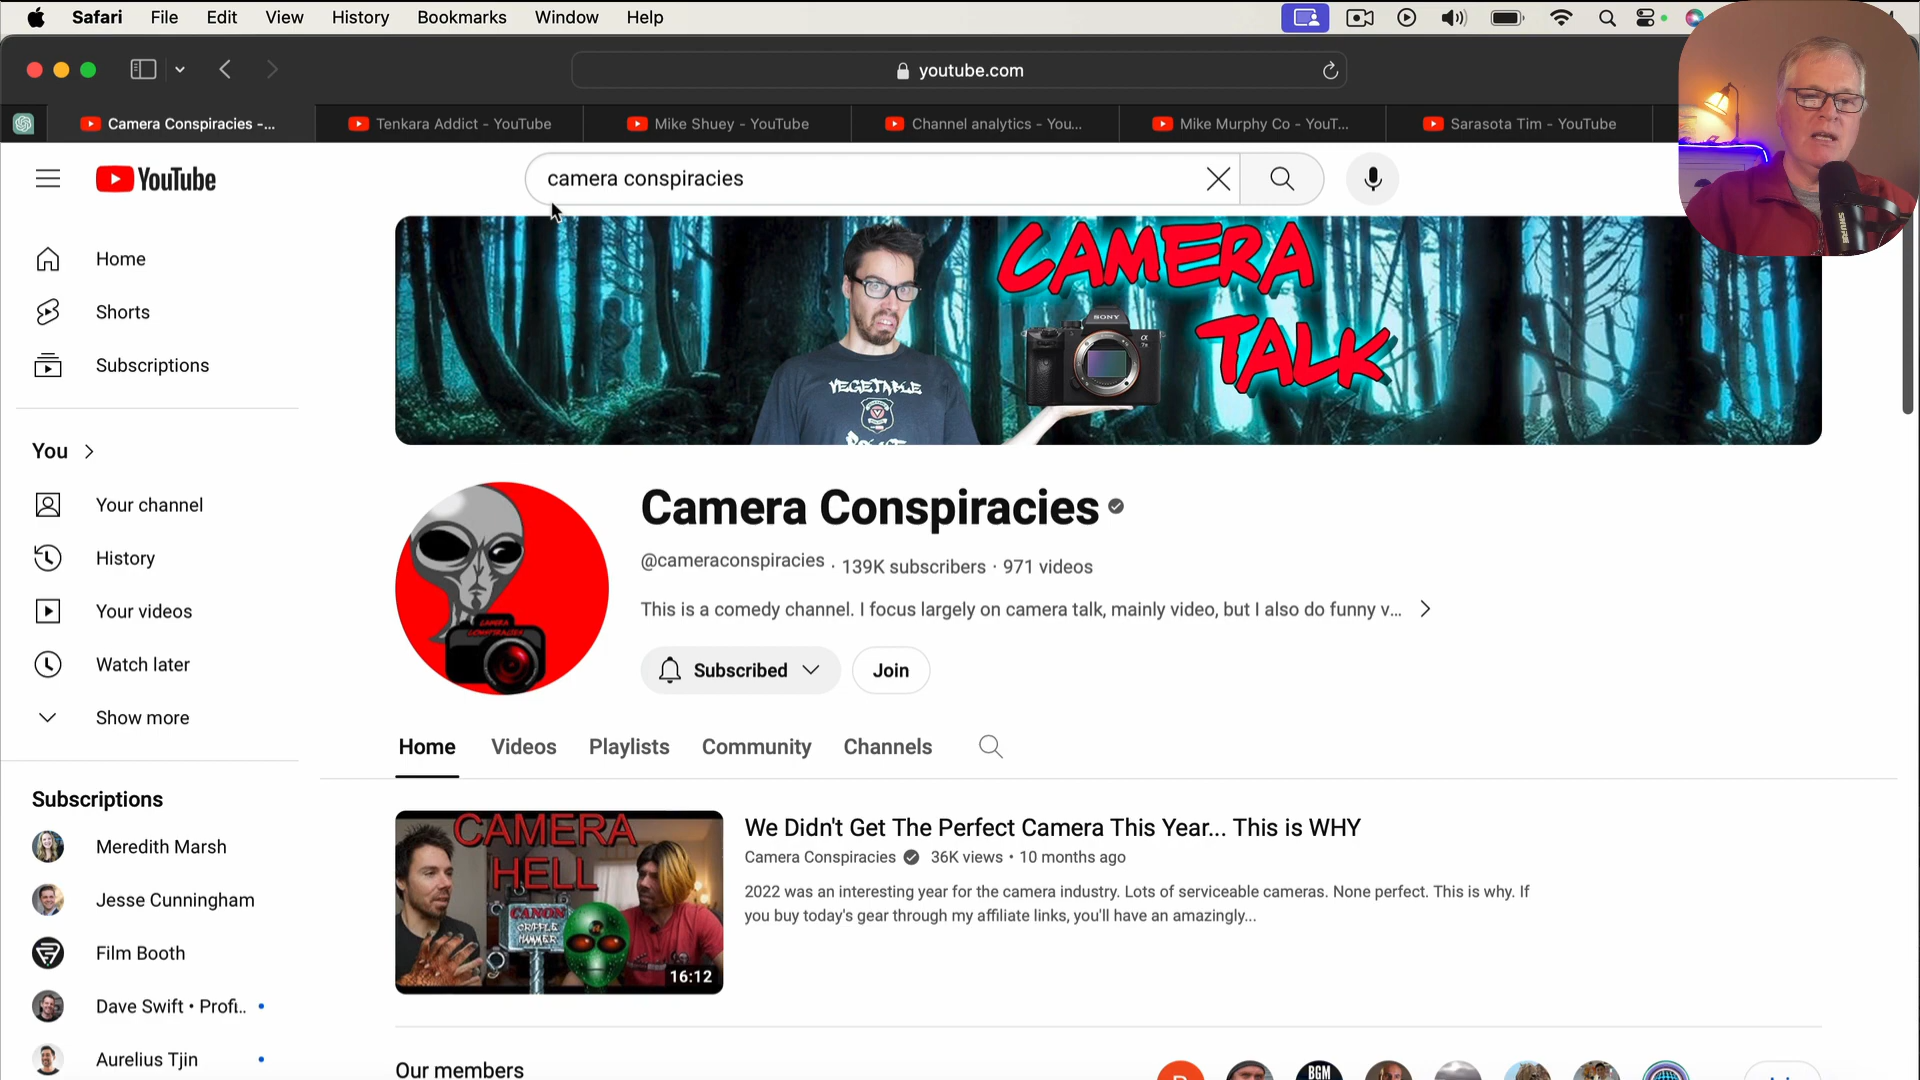 Safari File Edit View History Bookmarks Window Help
youtube.com
Camera Conspiracies -...
Tenkara Addict - YouTube
Mike Shuey - YouTube
Channel analytics - You...
Mike Murphy Co - YouT...
Sarasota Tim - YouTube
YouTube
camera conspiracies
Home
Shorts
Subscriptions
You
Your channel
History
Your videos
Watch later
Show more
Subscriptions
Meredith Marsh
Jesse Cunningham
Film Booth
Dave Swift • Profi..
Aurelius Tjin
CAMERA
TALK
SONY
VEGETABLE
POLICE
CAMERA
CONSPIRACIES
Camera Conspiracies
@cameraconspiracies . 139K subscribers · 971 videos
This is a comedy channel. I focus largely on camera talk, mainly video, but I also do funny v...
Subscribed
Join
Home Videos Playlists Community Channels
CAMERA
HELL
CANON
CRIPPLE
HAMMER
16:12
We Didn't Get The Perfect Camera This Year... This is WHY
Camera Conspiracies 36K views • 10 months ago
2022 was an interesting year for the camera industry. Lots of serviceable cameras. None perfect. This is why. If
you buy today's gear through my affiliate links, you'll have an amazingly...
Our members
BGM